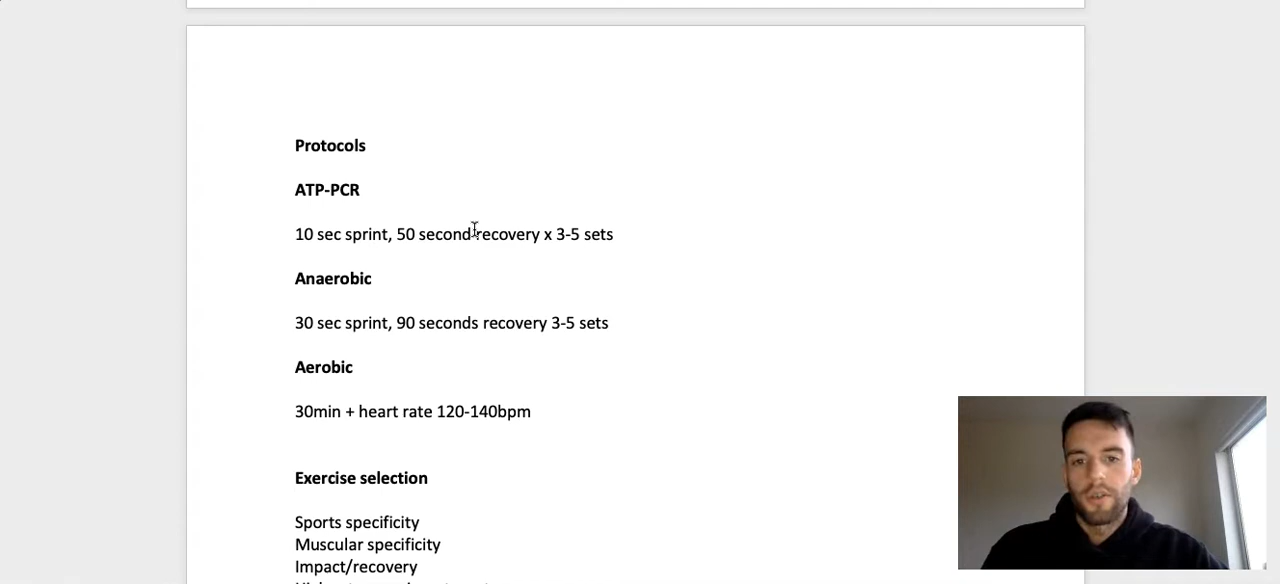 Protocols
ATP-PCR
10 sec sprint, 50 second recovery x 3-5 sets
Anaerobic
30 sec sprint, 90 seconds recovery 3-5 sets
Aerobic
30min + heart rate 120-140bpm
Exercise selection
Sports specificity
Muscular specificity
Impact/recovery